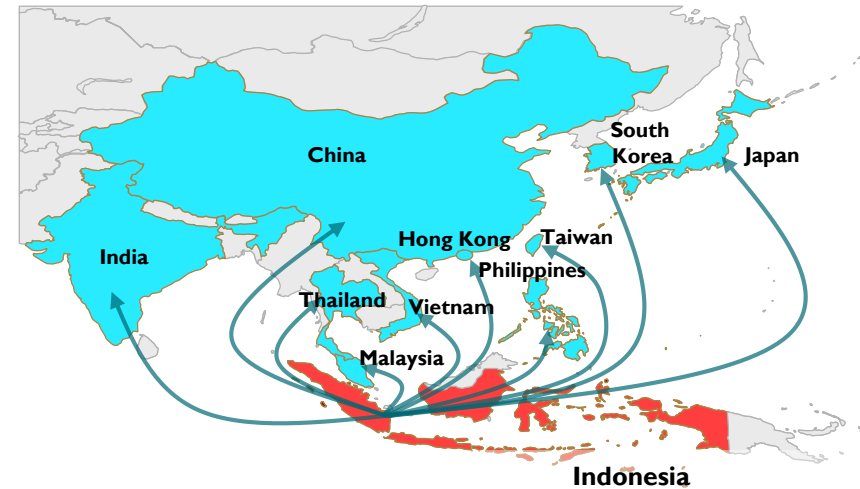 South
Korea
Japan
China
Hong Kong
Taiwan
India
Philippines
Thailand
Vietnam
Malaysia
Indonesia